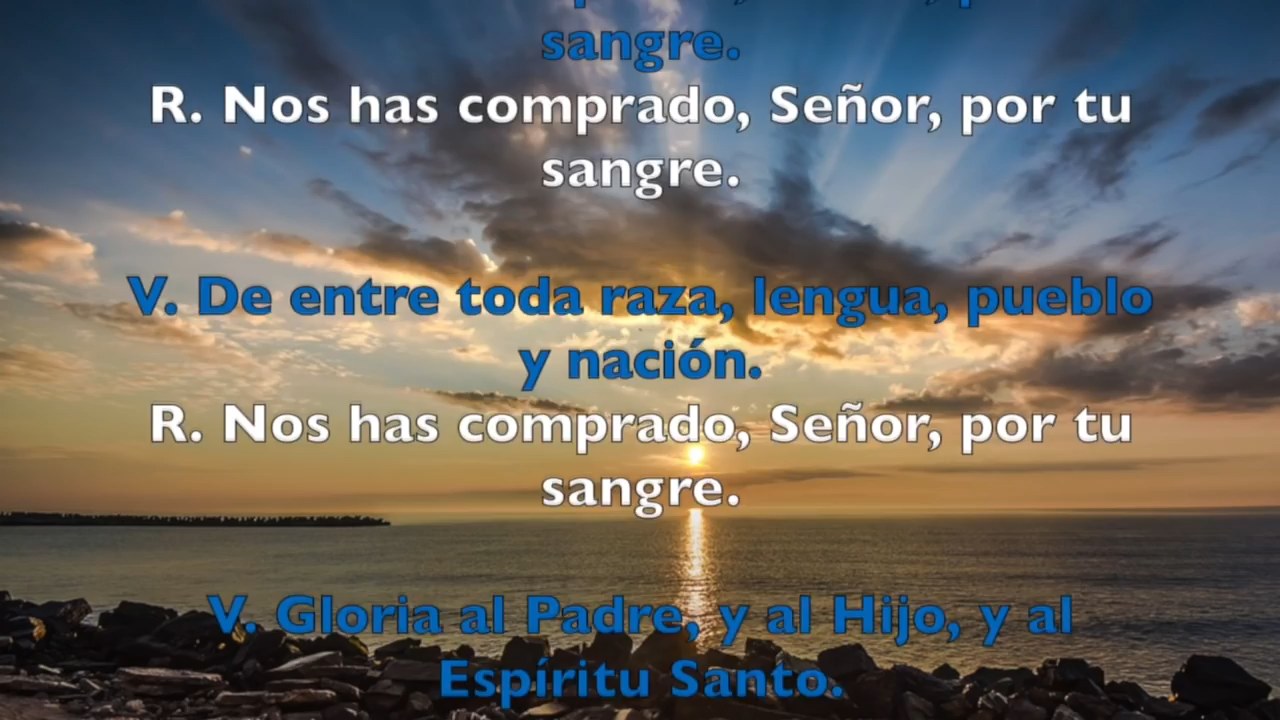 sangre.
R. Nos has comprado, Señor, por tu
sangre.
V. De entre toda raza, lengua, pueblo
y nación.
R. Nos has comprado, Señor, por tu
sangre.
V. Gloria al Padre, y al Hijo, y al
Espíritu Santo.